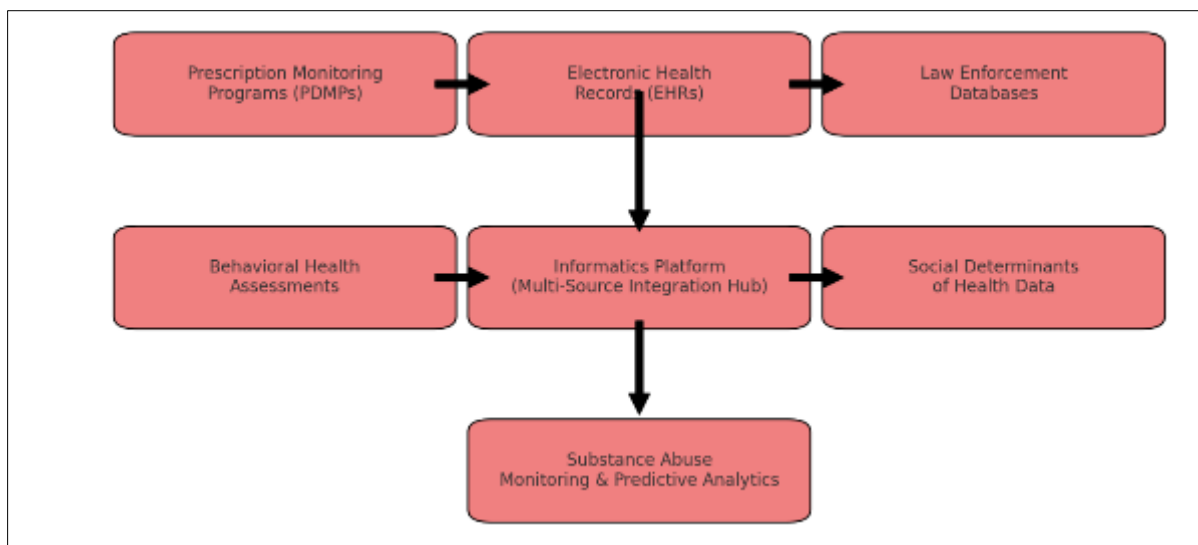 Prescription Monitoring
Programs (PDMPs)
Electronic Health
Records (EHRs)
Law Enforcement
Databases
Behavioral Health
Assessments
Informatics Platform
(Multi-Source Integration Hub)
Social Determinants
of Health Data
Substance Abuse
Monitoring & Predictive Analytics